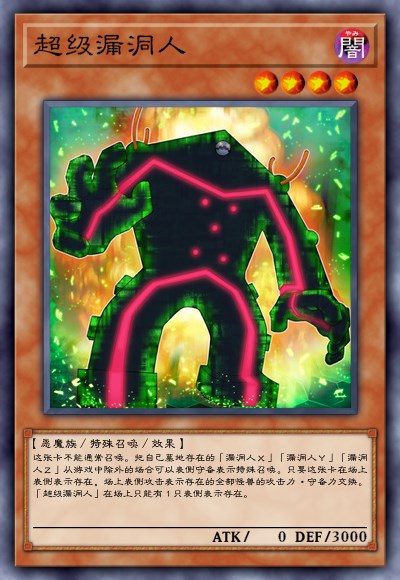 超级漏洞人
やみ
闇
【恶魔族／特殊召唤／效果】
这张卡不能通常召唤。把自己墓地存在的「漏洞人X」「漏洞人Y」「漏洞
人Z」从游戏中除外的场合可以表侧守备表示特殊召唤。只要这张卡在场上
表侧表示存在，场上表侧攻击表示存在的全部怪兽的攻击力·守备力交换。
「超级漏洞人」在场上只能有1只表侧表示存在。
ATK/ 0 DEF/3000